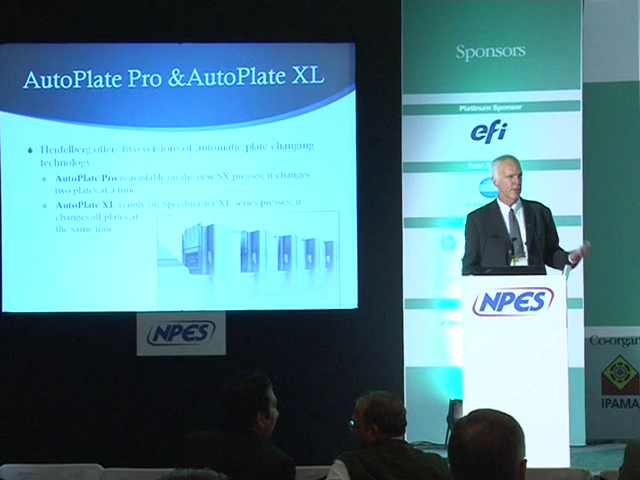 AutoPlate Pro & AutoPlate XL
Heidelberg offers two versions of automatic plate changing
technology
AutoPlate Pro is available on the new SX presses, it changes
two plates at a time
AutoPlate XL is only on Speedmaster XL series presses, it
changes all plates at
the same time
NPES
Sponsors
Platinum Sponsor
efi
NPES
IPAMA